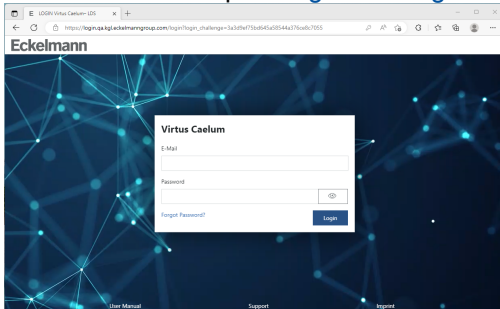 LOGIN Virtus Caelum- LDS
https://login.qa.kgl.eckelmanngroup.com/login?login_challenge=3a3d9ef75bd643a58544a376ce8c7055
Eckelmann
Virtus Caelum
E-Mail
Password
Forgot Password?
Login
User Manual Support Imprint